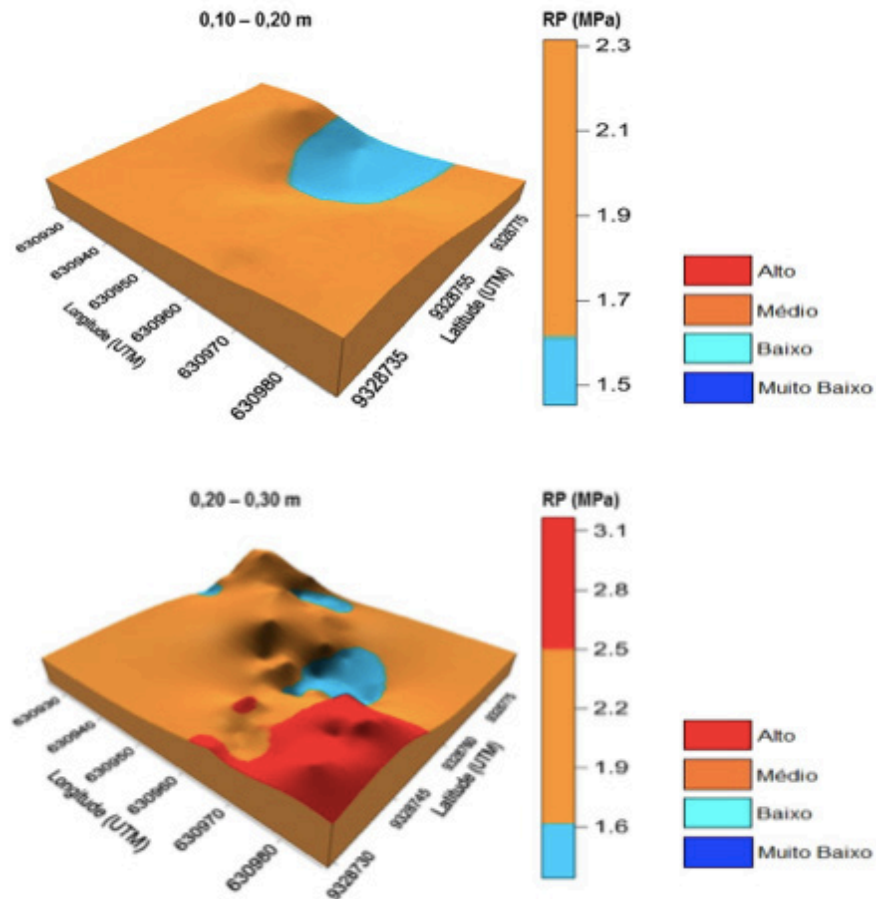 0,10 – 0,20 m
RP (MPa)
2.3
2.1
1.9
1.7
1.5
630930
630940
630950
630960
630970
630980
Longitude (UTM)
9328735
9328755
9328775
Latitude (UTM)
Alto
Médio
Baixo
Muito Baixo
0,20 – 0,30 m
RP (MPa)
3.1
2.8
2.5
2.2
1.9
1.6
630930
630940
630950
630960
630970
630980
Longitude (UTM)
9328730
9328745
9328760
Latitude (UTM)
Alto
Médio
Baixo
Muito Baixo